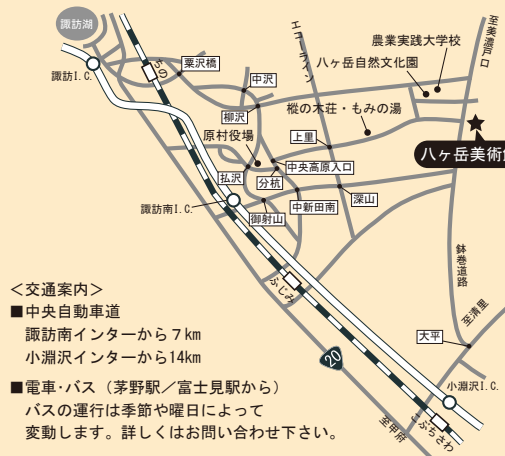 諏訪湖
至美濃戸口
エコーライン
農業実践大学校
八ヶ岳自然文化園
ちの
粟沢橋
諏訪I.C.
中沢
柳沢
樅の木荘・もみの湯
原村役場
上里
八ヶ岳美術館
中央高原入口
払沢
分杭
諏訪南I.C.
中新田南
深山
御射山
鉢巻道路
ふじみ
至清里
＜交通案内＞
■中央自動車道
諏訪南インターから７km
小淵沢インターから14km
大平
20
■電車・バス（茅野駅／富士見駅から）
バスの運行は季節や曜日によって
変動します。詳しくはお問い合わせ下さい。
小淵沢I.C.
至甲府
こぶちさわ